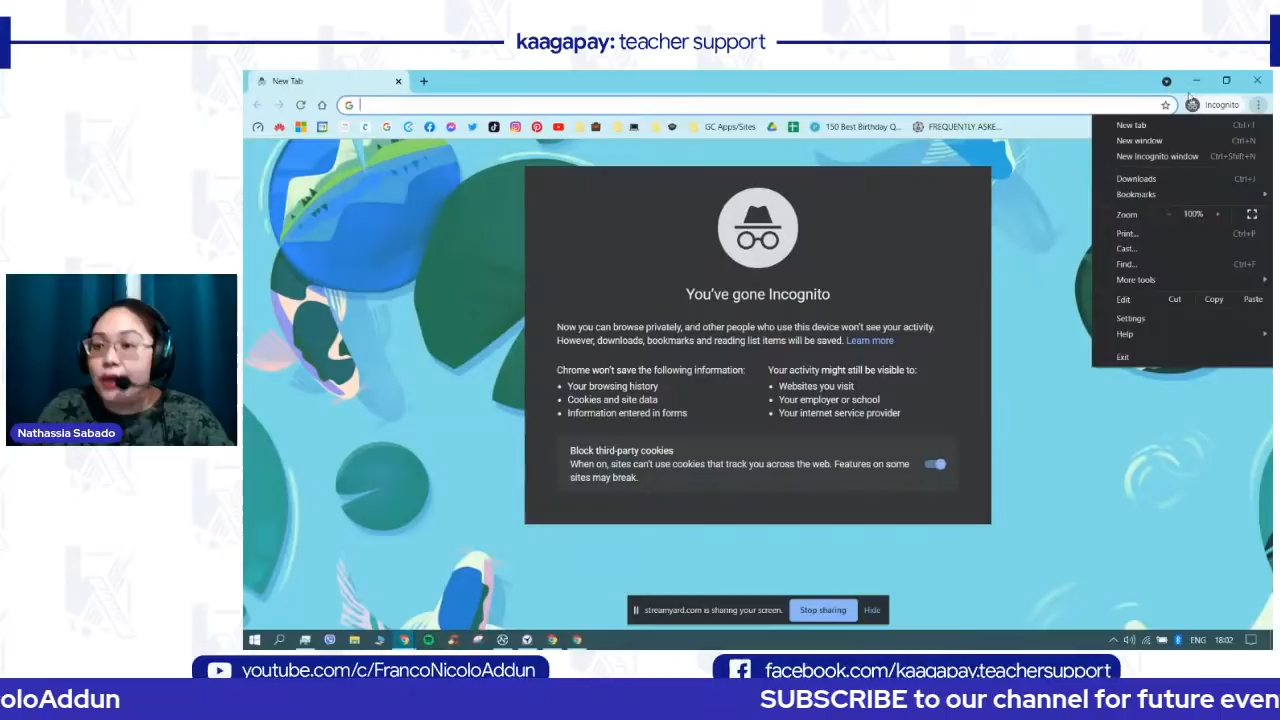 kaagapay: teacher support
New Tab
Incognito
GC Apps/Sites
150 Best Birthday Q...
FREQUENTLY ASKE...
New tab Ctrl+T
New window Ctrl+N
New Incognito window Ctrl+Shift+N
Downloads Ctrl+J
Bookmarks
Zoom - 100% +
Print... Ctrl+P
Cast...
Find... Ctrl+F
More tools
Edit Cut Copy Paste
Settings
Help
Exit
You've gone Incognito
Now you can browse privately, and other people who use this device won't see your activity.
However, downloads, bookmarks and reading list items will be saved. Learn more
Chrome won't save the following information:
• Your browsing history
• Cookies and site data
• Information entered in forms
Your activity might still be visible to:
• Websites you visit
• Your employer or school
• Your internet service provider
Block third-party cookies
When on, sites can't use cookies that track you across the web. Features on some
sites may break.
Nathassia Sabado
streamyard.com is sharing your screen. Stop sharing Hide
ENG 18:02
youtube.com/c/FrancoNicoloAddun
facebook.com/kaagapay.teachersupport
oloAddun
SUBSCRIBE to our channel for future even